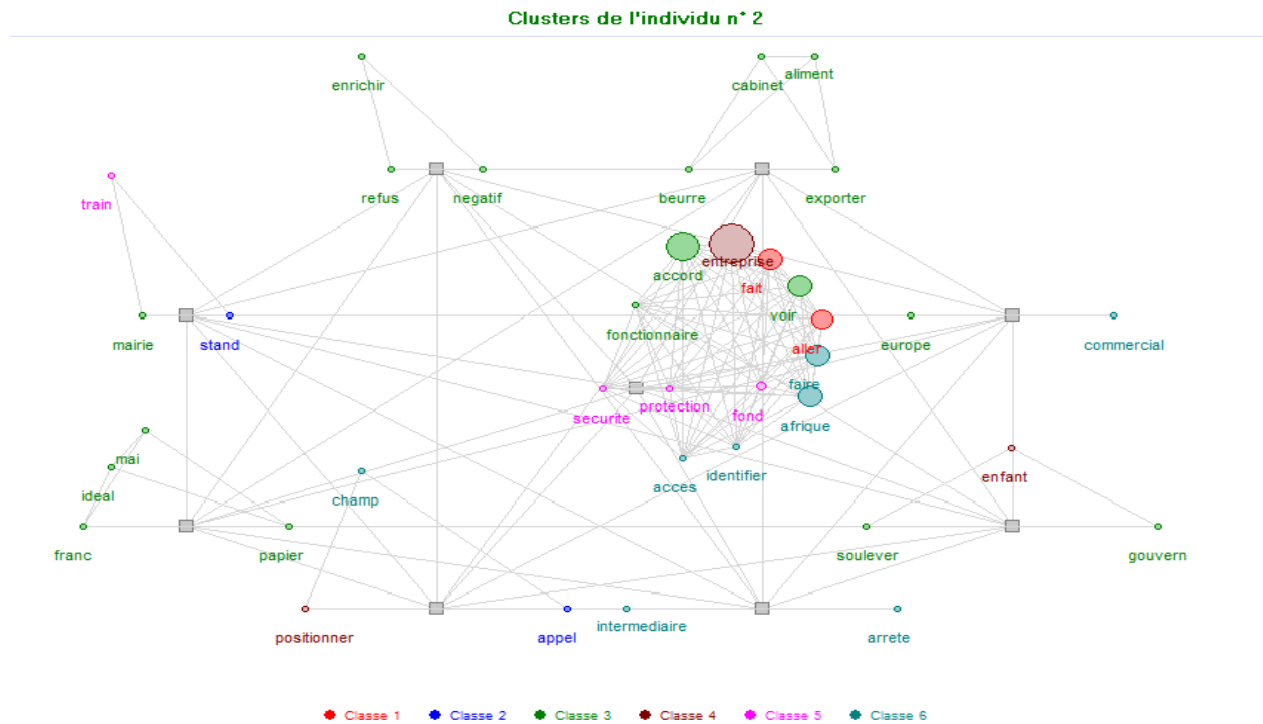 Clusters de l'individu n° 2
enrichir
cabinet
aliment
train
refus
negatif
beurre
exporter
entreprise
accord
fait
voir
fonctionnaire
mairie
stand
aller
europe
commercial
faire
securite
protection
fond
afrique
mai
ideal
champ
acces
identifier
enfant
franc
papier
soulever
gouvern
positionner
appel
intermediaire
arrete
Classe 1 Classe 2 Classe 3 Classe 4 Classe 5 Classe 6